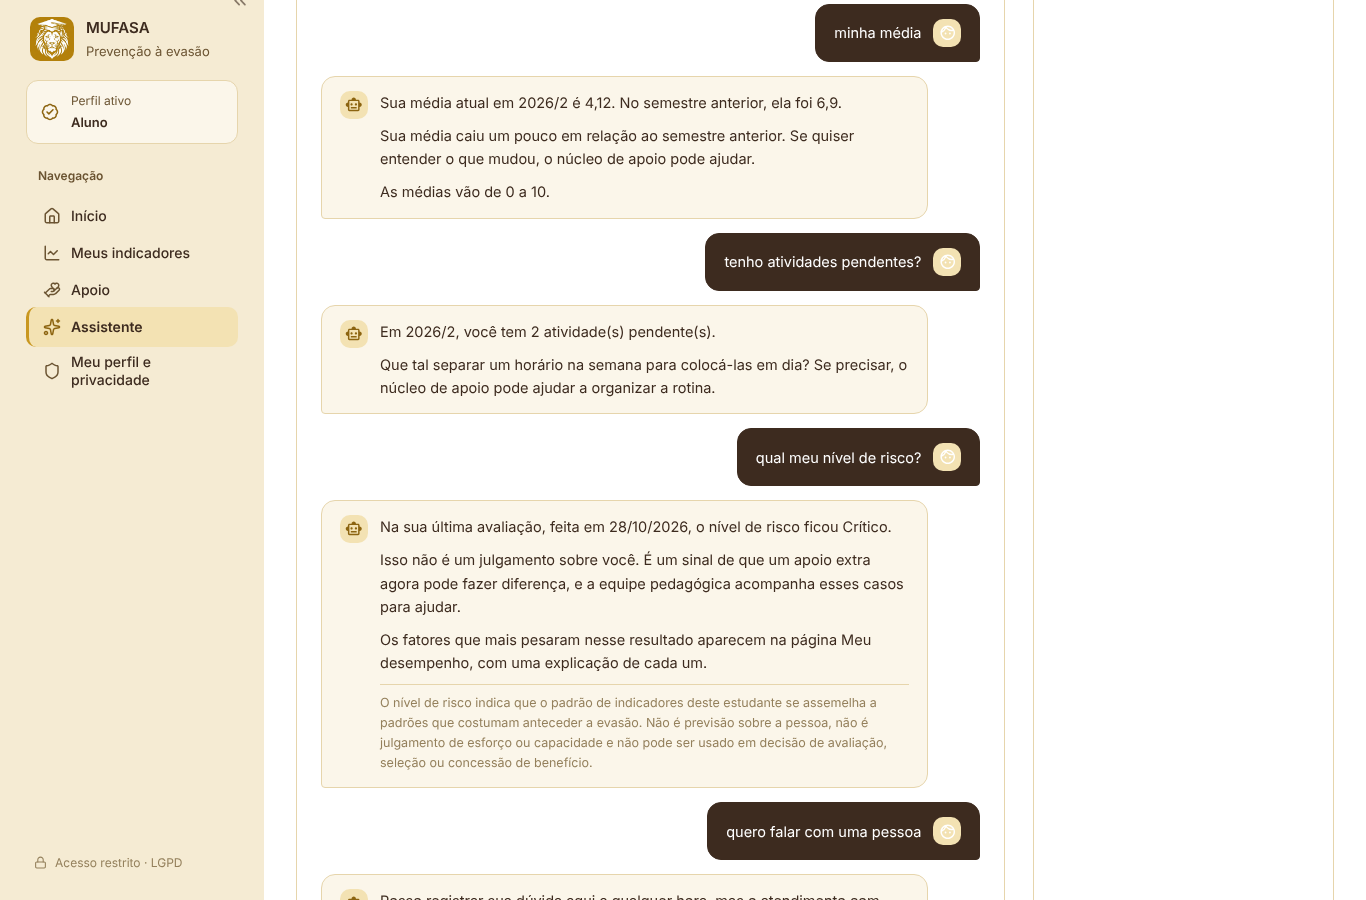 MUFASA
Prevenção à evasão
Perfil ativo
Aluno
Navegação
Início
Meus indicadores
Apoio
Assistente
Meu perfil e
privacidade
Acesso restrito · LGPD
minha média
Sua média atual em 2026/2 é 4,12. No semestre anterior, ela foi 6,9.
Sua média caiu um pouco em relação ao semestre anterior. Se quiser
entender o que mudou, o núcleo de apoio pode ajudar.
As médias vão de 0 a 10.
tenho atividades pendentes?
Em 2026/2, você tem 2 atividade(s) pendente(s).
Que tal separar um horário na semana para colocá-las em dia? Se precisar, o
núcleo de apoio pode ajudar a organizar a rotina.
qual meu nível de risco?
Na sua última avaliação, feita em 28/10/2026, o nível de risco ficou Crítico.
Isso não é um julgamento sobre você. É um sinal de que um apoio extra
agora pode fazer diferença, e a equipe pedagógica acompanha esses casos
para ajudar.
Os fatores que mais pesaram nesse resultado aparecem na página Meu
desempenho, com uma explicação de cada um.
O nível de risco indica que o padrão de indicadores deste estudante se assemelha a
padrões que costumam anteceder a evasão. Não é previsão sobre a pessoa, não é
julgamento de esforço ou capacidade e não pode ser usado em decisão de avaliação,
seleção ou concessão de benefício.
quero falar com uma pessoa
Posso registrar sua dúvida aqui a qualquer hora, mas o atendimento com